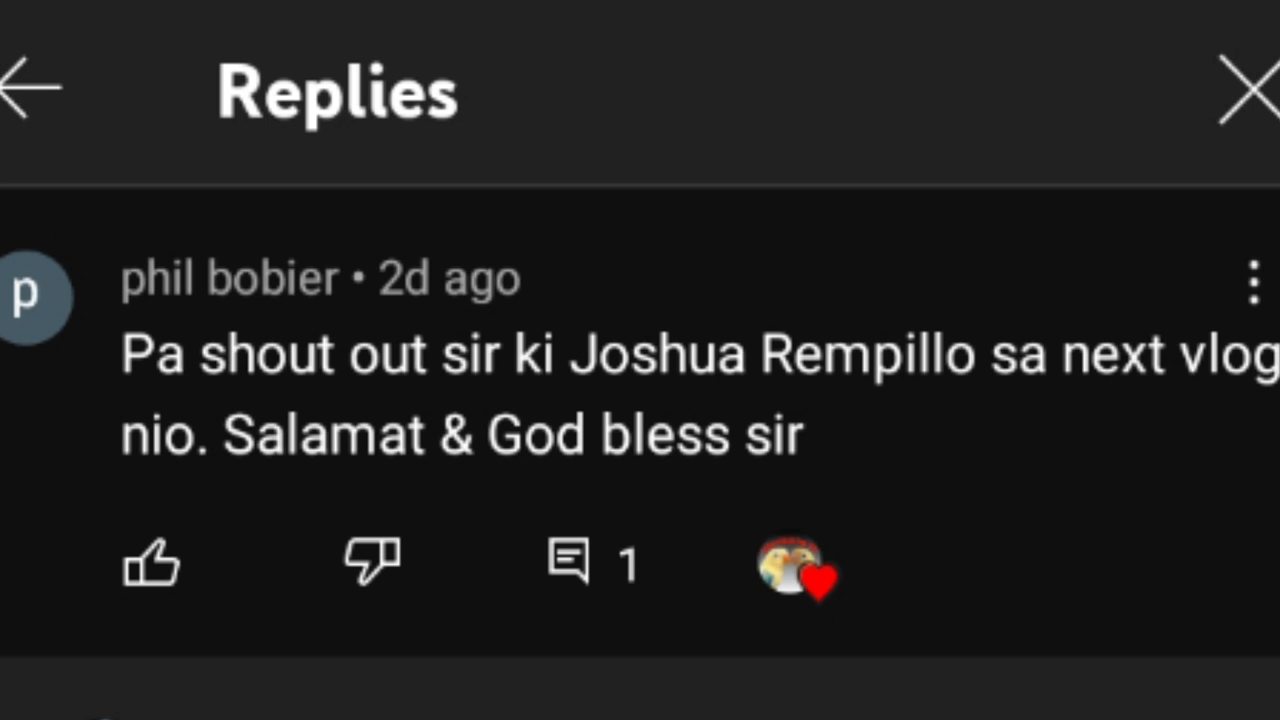 Replies
p
phil bobier • 2d ago
Pa shout out sir ki Joshua Rempillo sa next vlog
nio. Salamat & God bless sir
1